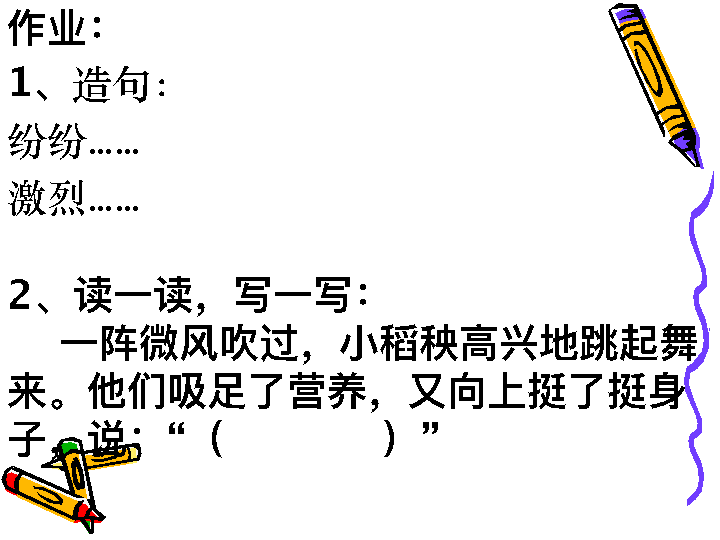 作业：
1、造句：
纷纷……
激烈……
2、读一读，写一写：
一阵微风吹过，小稻秧高兴地跳起舞
来。他们吸足了营养，又向上挺了挺身
子，说：“（　　　　）”